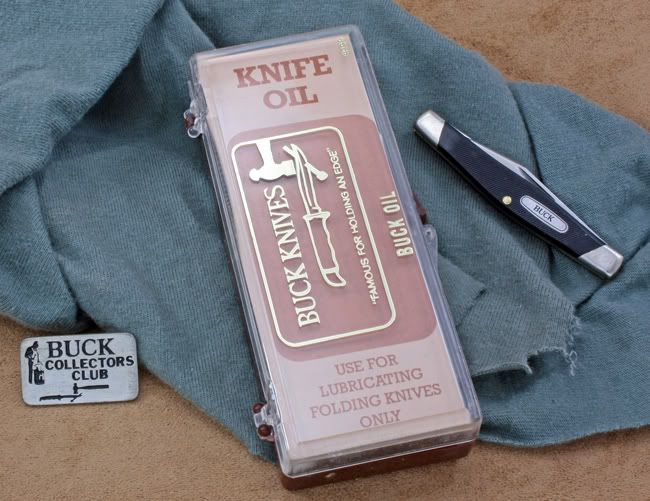 KNIFE
OIL
BUCK KNIVES
"FAMOUS FOR HOLDING AN EDGE"
BUCK OIL
USE FOR
LUBRICATING
FOLDING KNIVES
ONLY
BUCK
BUCK
COLLECTORS
CLUB